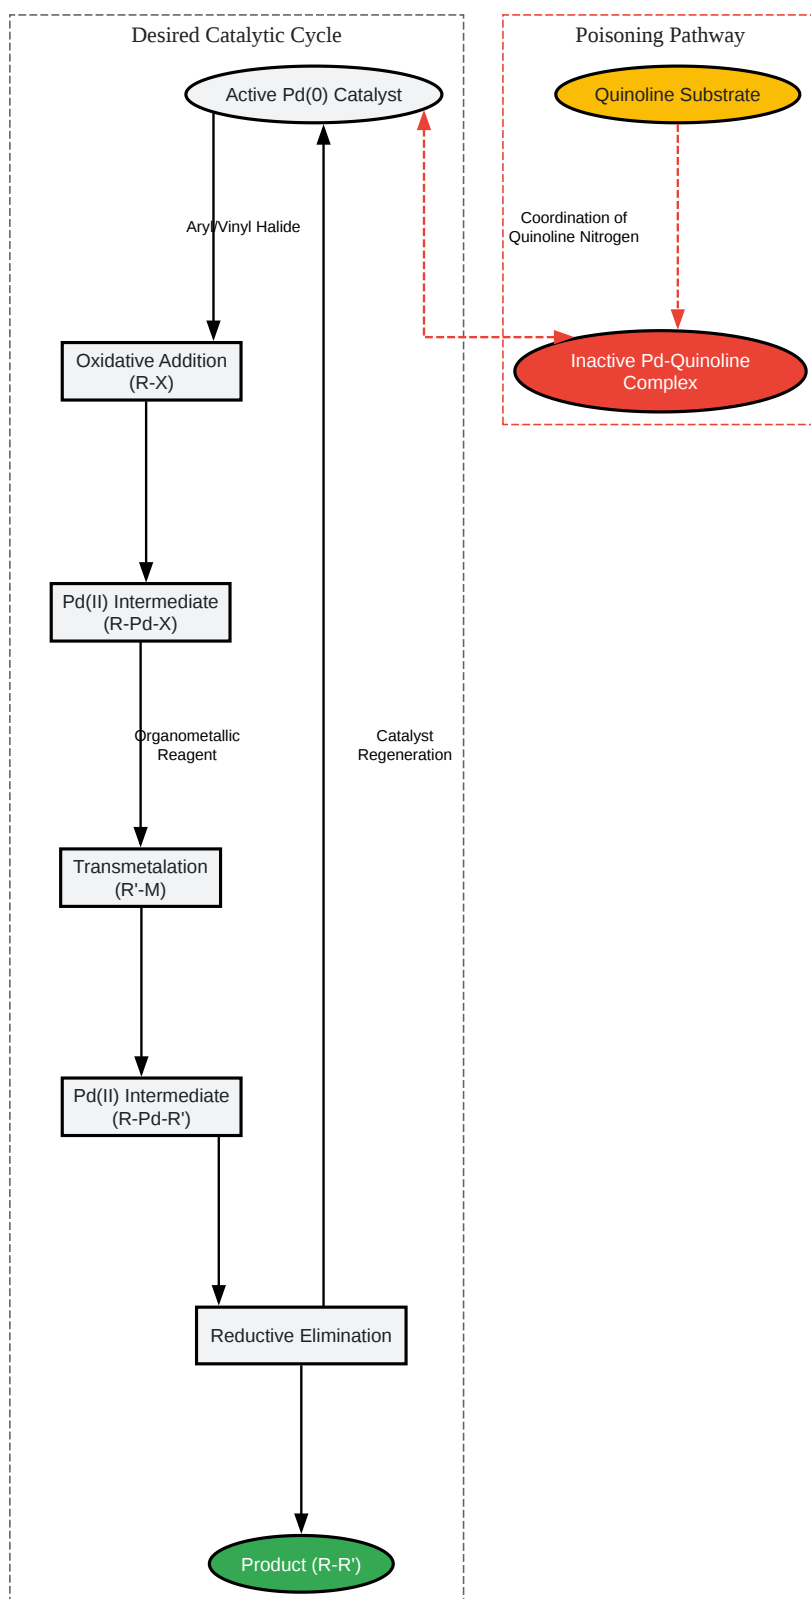 Desired Catalytic Cycle
Poisoning Pathway
Active Pd(0) Catalyst
Quinoline Substrate
Aryl/Vinyl Halide
Coordination of
Quinoline Nitrogen
Oxidative Addition
(R-X)
Inactive Pd-Quinoline
Complex
Pd(II) Intermediate
(R-Pd-X)
Organometallic
Reagent
Catalyst
Regeneration
Transmetalation
(R'-M)
Pd(II) Intermediate
(R-Pd-R')
Reductive Elimination
Product (R-R')